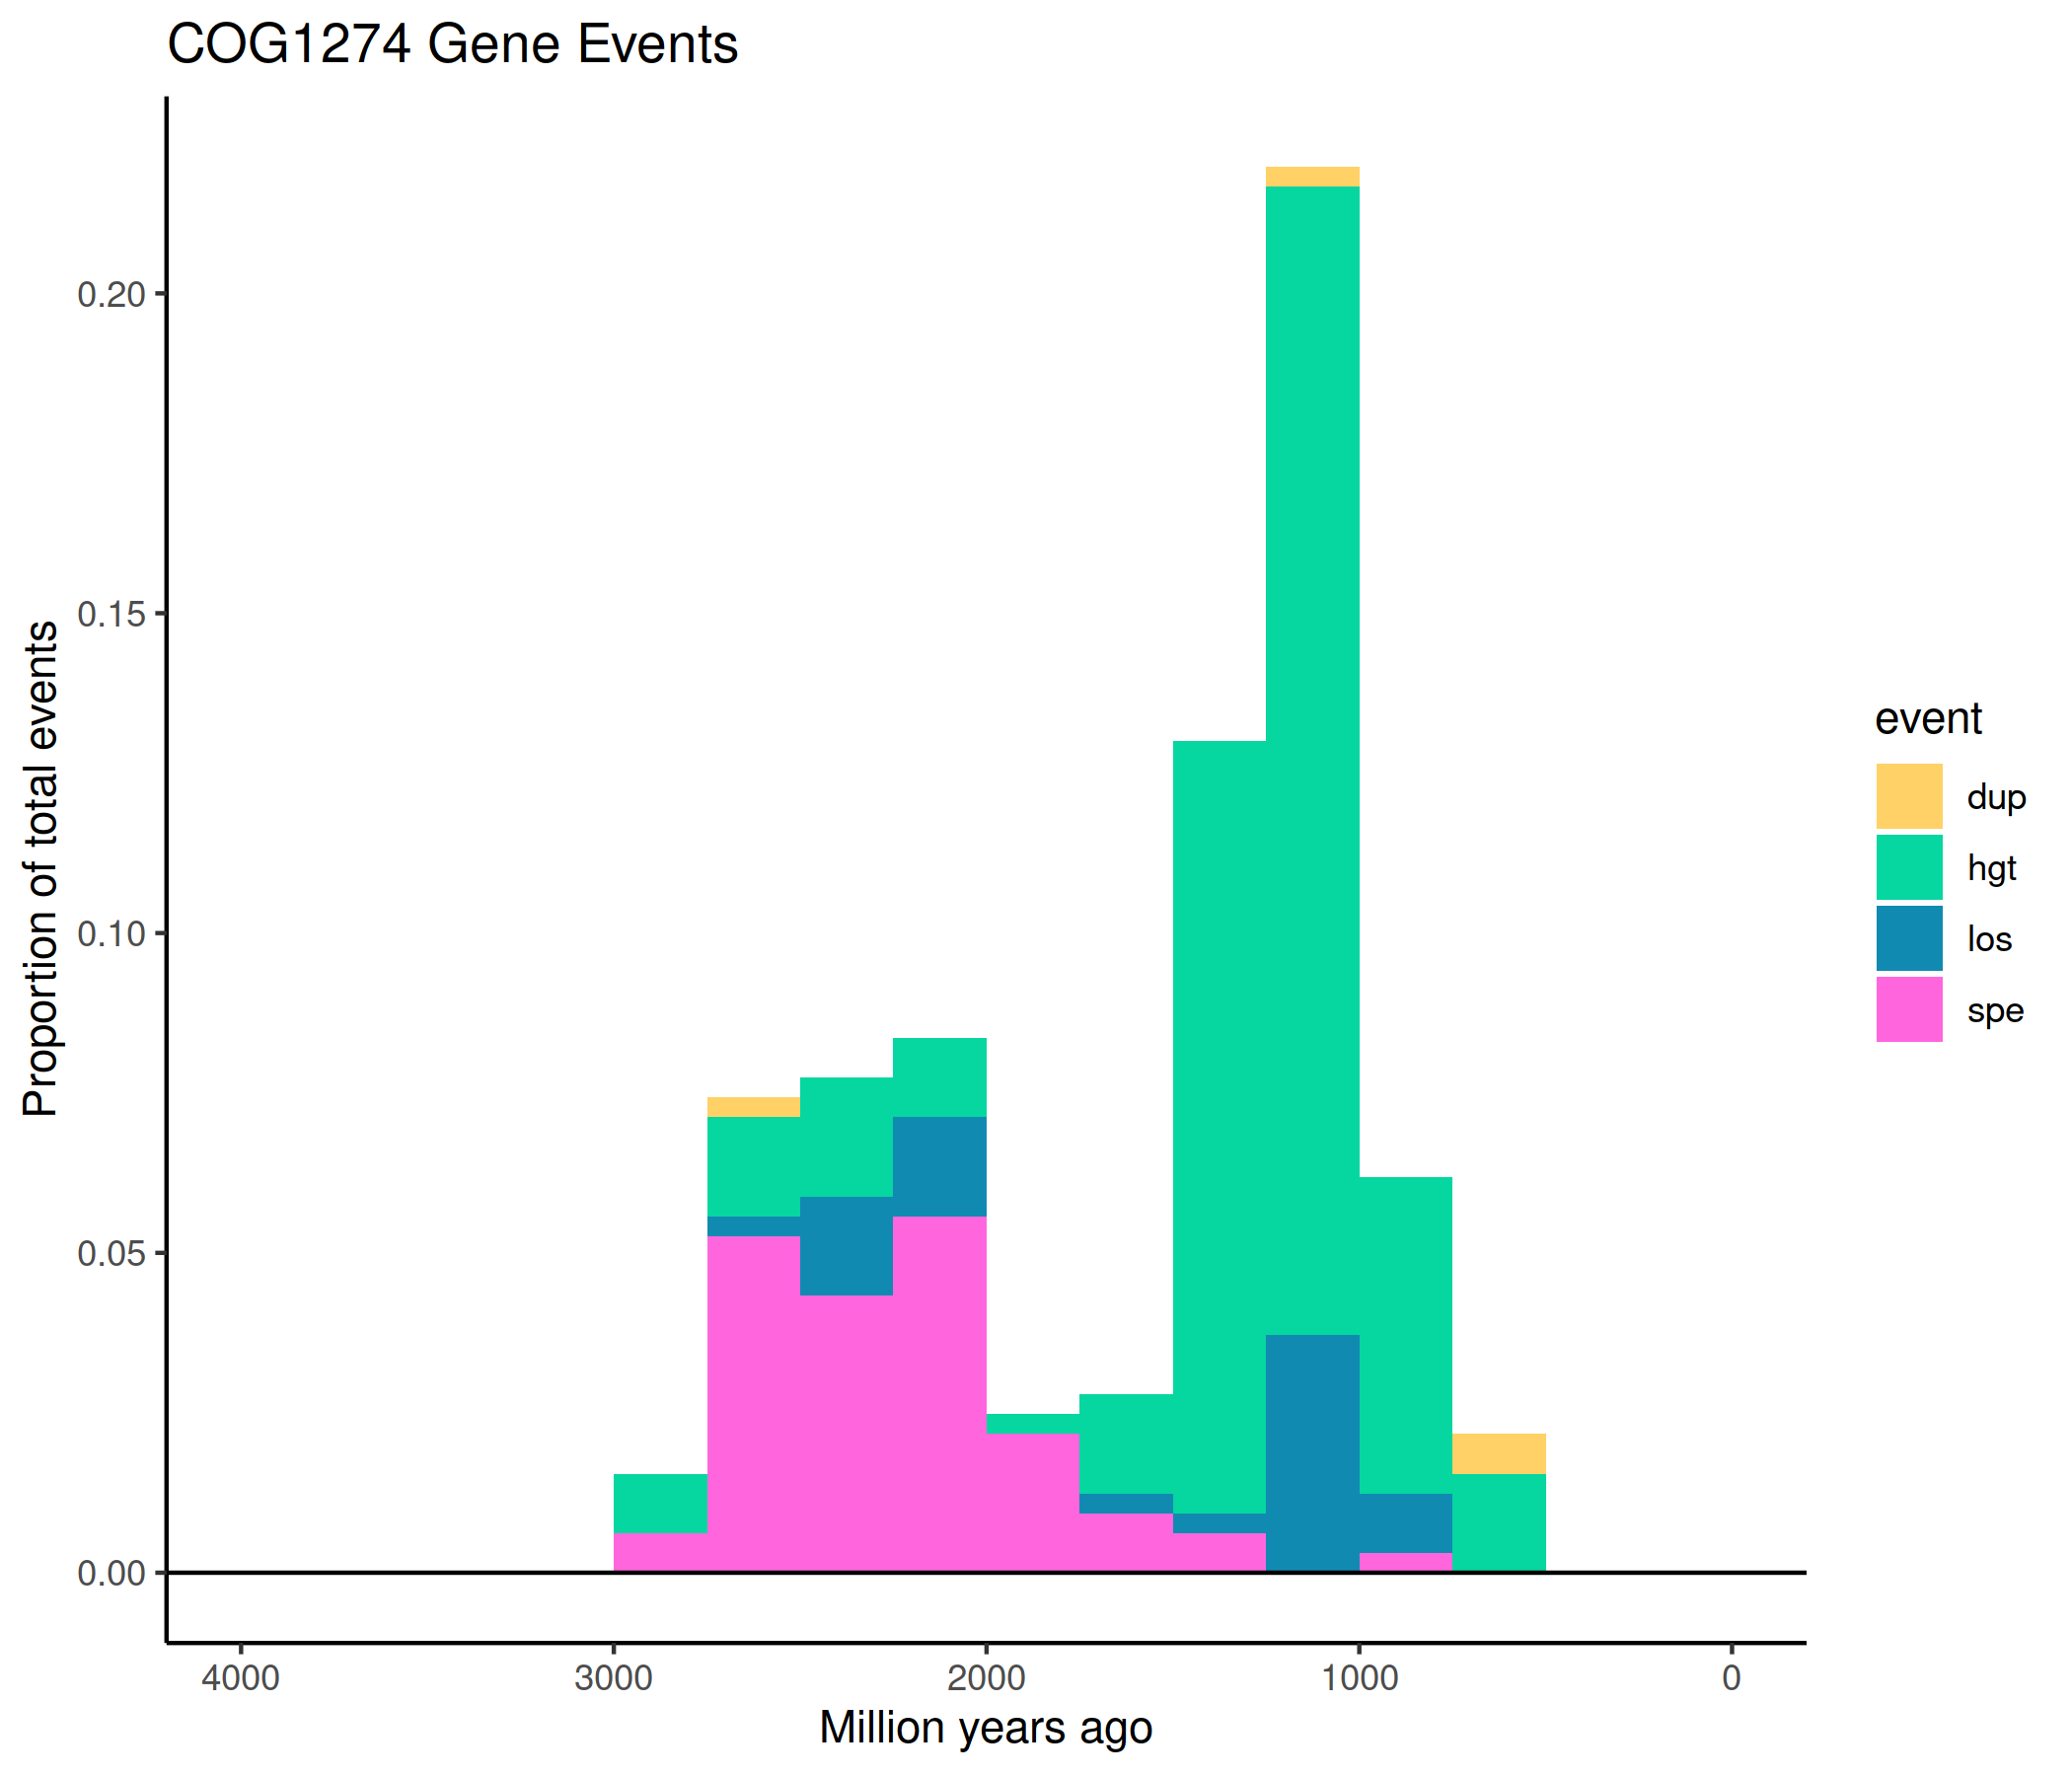 COG1274 Gene Events
Proportion of total events
0.20
0.15
0.10
0.05
0.00
4000 3000 2000 1000 0
Million years ago
event
dup
hgt
los
spe